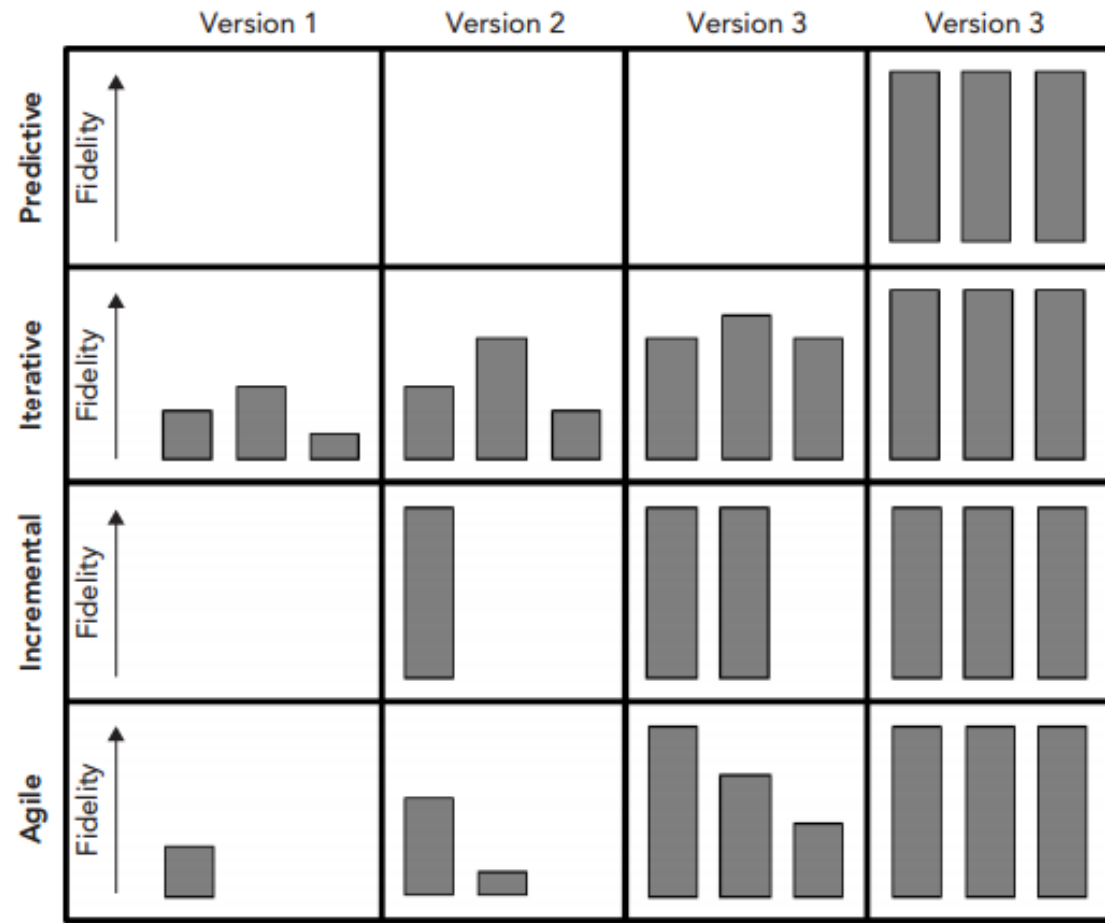 Version 1
Version 2
Version 3
Version 3
Predictive
Fidelity
Iterative
Fidelity
Incremental
Fidelity
Agile
Fidelity